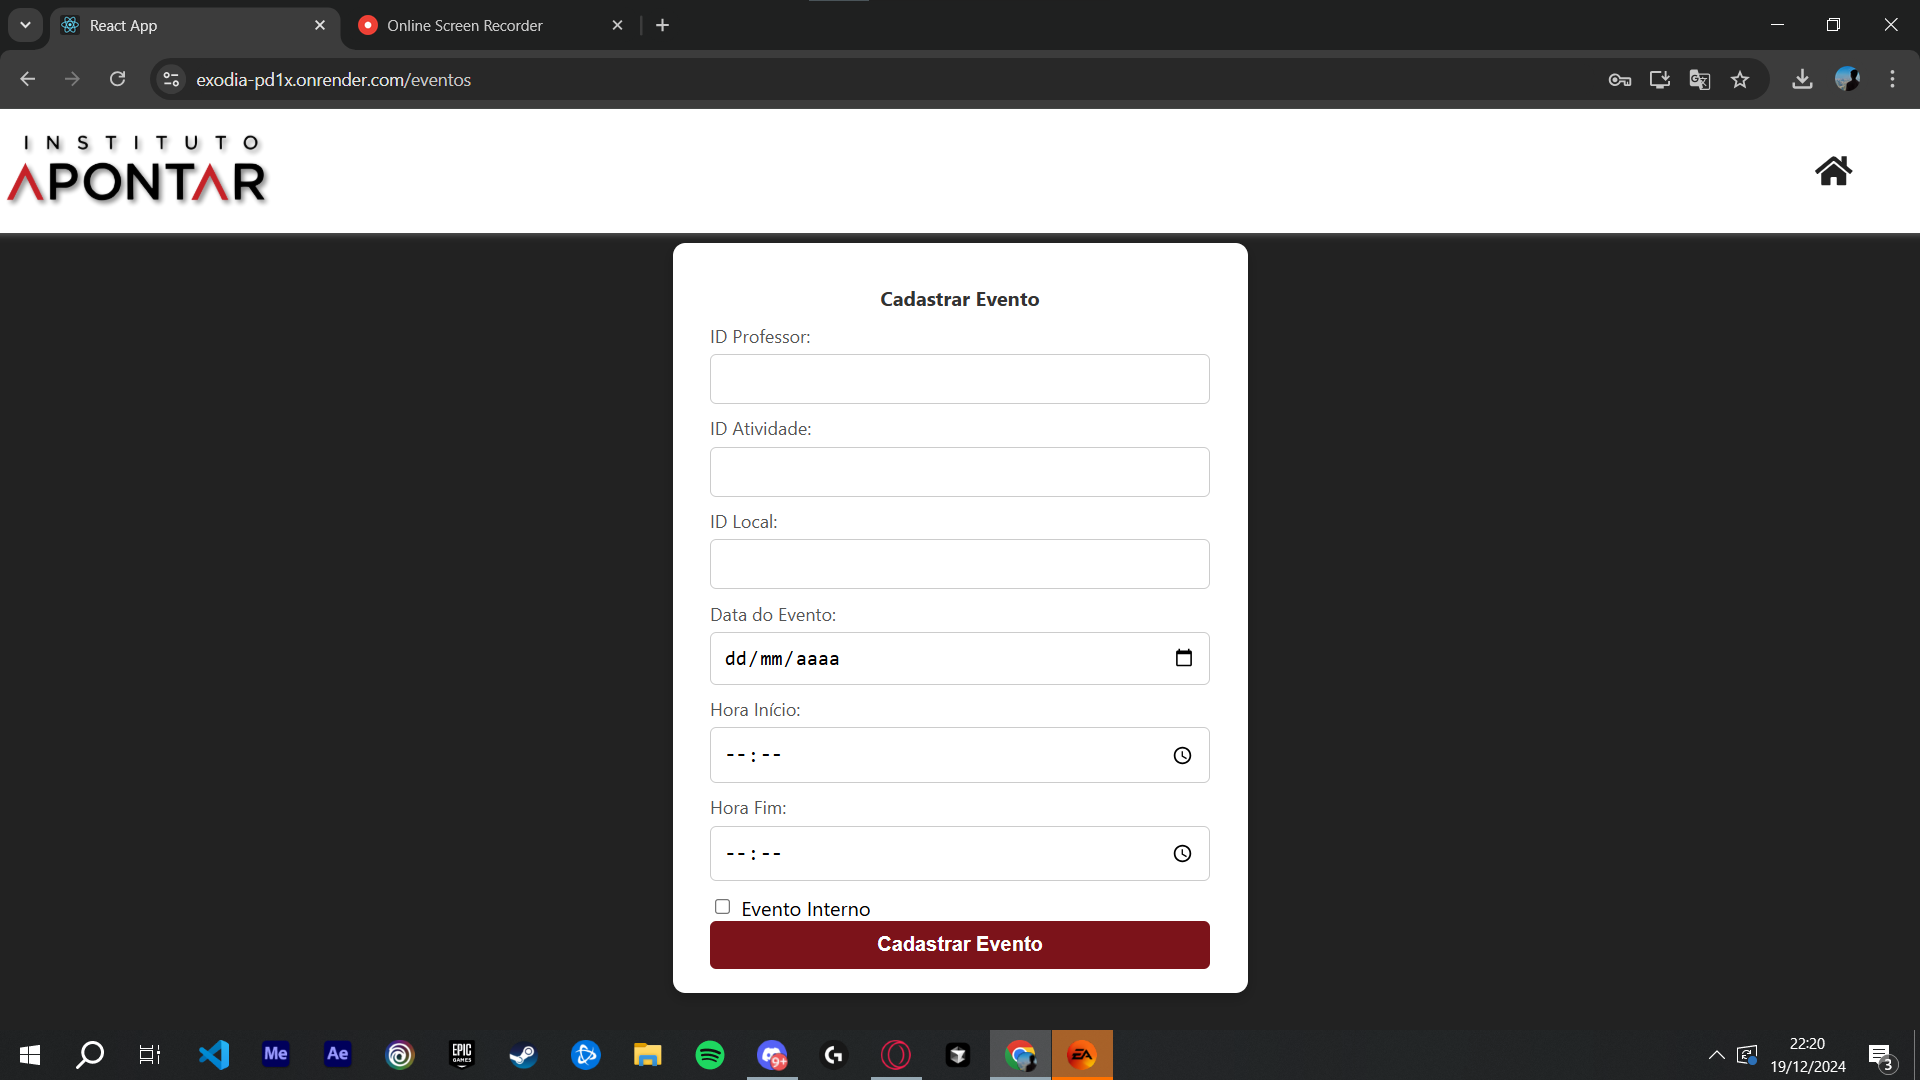 React App
Online Screen Recorder
exodia-pd1x.onrender.com/eventos
INSTITUTO
APONTAR
Cadastrar Evento
ID Professor:
ID Atividade:
ID Local:
Data do Evento:
dd/mm/aaaa
Hora Início:
--:--
Hora Fim:
--:--
Evento Interno
Cadastrar Evento
Me
Ae
EPIC
GAMES
9+
G
EA
22:20
19/12/2024
3